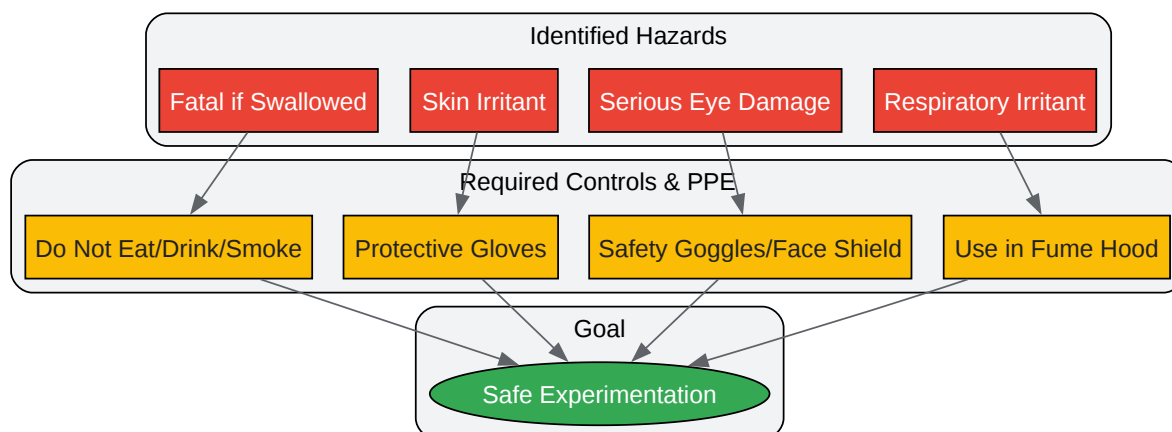 Identified Hazards
Fatal if Swallowed
Skin Irritant
Serious Eye Damage
Respiratory Irritant
Required Controls & PPE
Do Not Eat/Drink/Smoke
Protective Gloves
Safety Goggles/Face Shield
Use in Fume Hood
Goal
Safe Experimentation